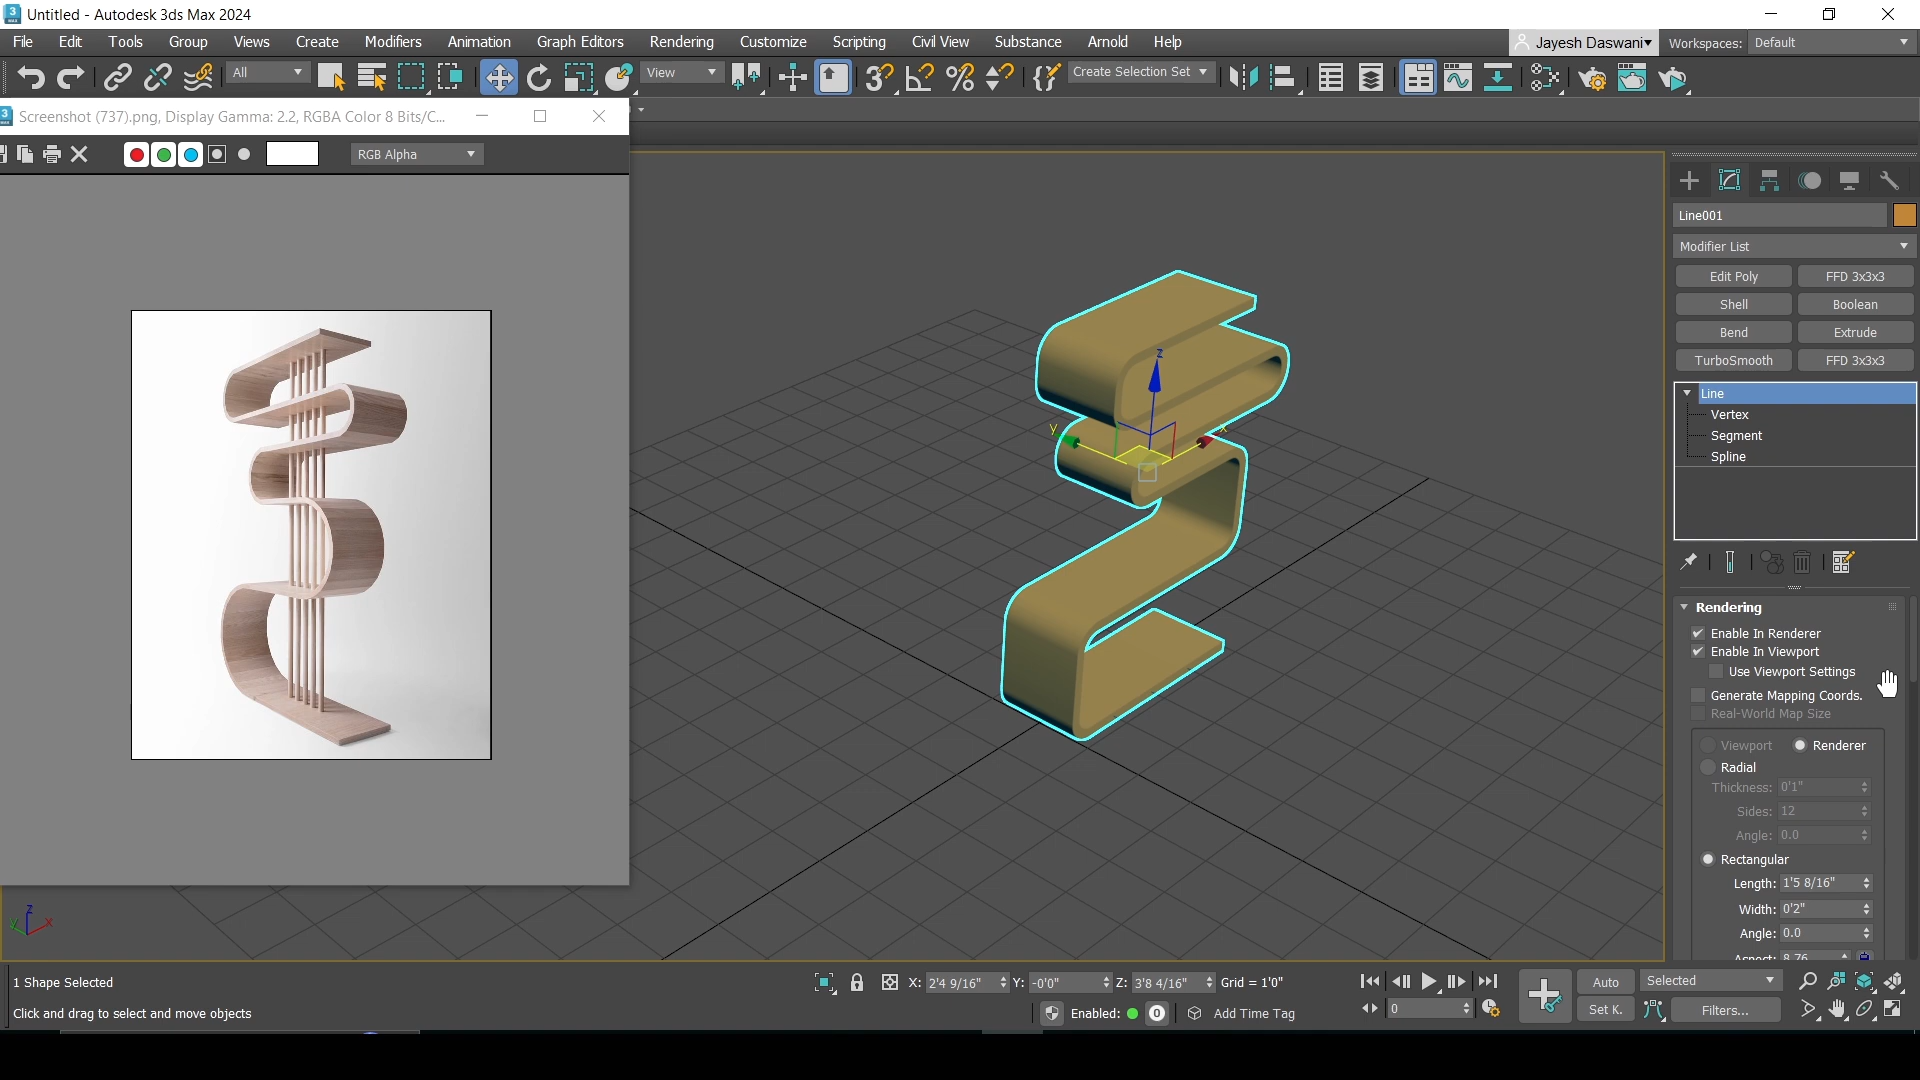 Untitled - Autodesk 3ds Max 2024
File Edit Tools Group Views Create Modifiers Animation Graph Editors Rendering Customize Scripting Civil View Substance Arnold Help
Jayesh Daswani
Workspaces: Default
All
View
Create Selection Set
Screenshot (737).png, Display Gamma: 2.2, RGBA Color 8 Bits/C...
RGB Alpha
Line001
Modifier List
Edit Poly FFD 3x3x3
Shell Boolean
Bend Extrude
TurboSmooth FFD 3x3x3
Line
Vertex
Segment
Spline
Rendering
Enable In Renderer
Enable In Viewport
Use Viewport Settings
Generate Mapping Coords.
Real-World Map Size
Viewport Renderer
Radial
Thickness: 0'1"
Sides: 12
Angle: 0.0
Rectangular
Length: 1'5 8/16"
Width: 0'2"
Angle: 0.0
Aspect: 8.76
z
y
x
z
y
x
1 Shape Selected
Click and drag to select and move objects
X: 2'4 9/16" Y: -0'0" Z: 3'8 4/16" Grid = 1'0"
Enabled: 0 Add Time Tag
0
Auto Selected
Set K. Filters...